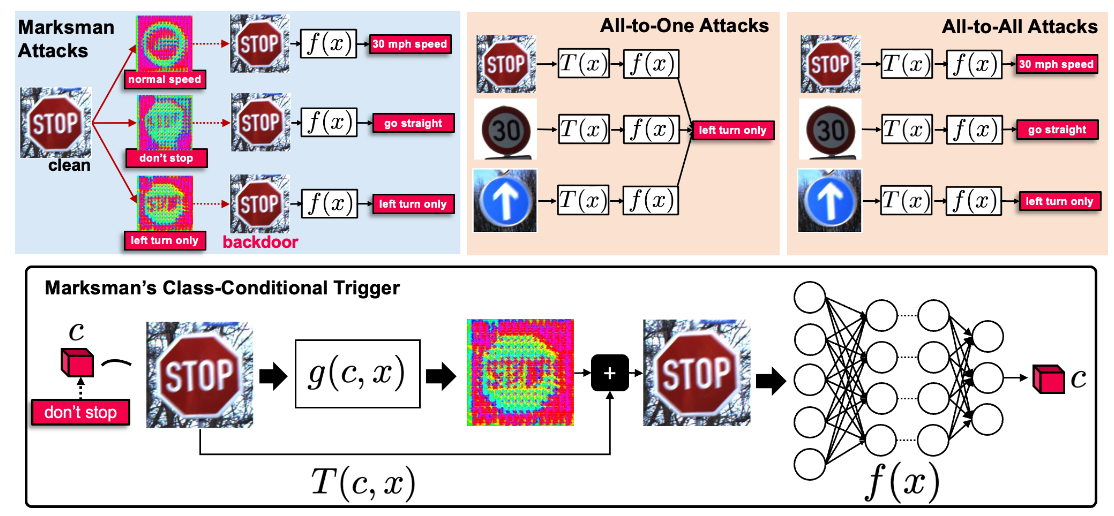 Marksman
Attacks
STOP
clean
normal speed
don't stop
left turn only
STOP
STOP
STOP
backdoor
f(x)
f(x)
f(x)
30 mph speed
go straight
left turn only
All-to-One Attacks
STOP
T(x)
f(x)
30
T(x)
f(x)
left turn only
T(x)
f(x)
All-to-All Attacks
STOP
T(x)
f(x)
30 mph speed
30
T(x)
f(x)
go straight
T(x)
f(x)
left turn only
Marksman's Class-Conditional Trigger
c
don't stop
STOP
g(c, x)
+
STOP
c
T(c, x)
f(x)